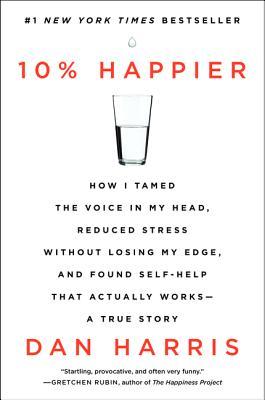 #1 NEW YORK TIMES BESTSELLER
10% HAPPIER
HOW I TAMED
THE VOICE IN MY HEAD,
REDUCED STRESS
WITHOUT LOSING MY EDGE,
AND FOUND SELF-HELP
THAT ACTUALLY WORKS—
A TRUE STORY
DAN HARRIS
"Startling, provocative, and often very funny."
—GRETCHEN RUBIN, author of The Happiness Project